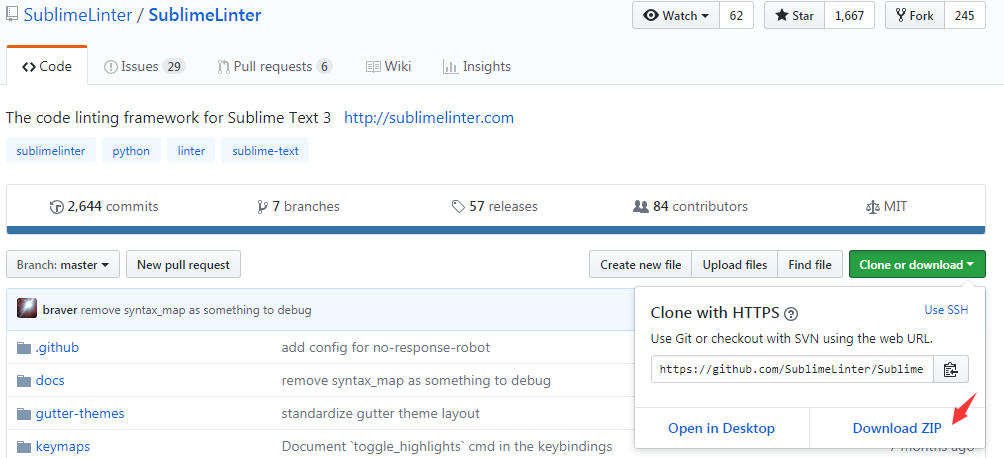 SublimeLinter / SublimeLinter
Watch 62 Star 1,667 Fork 245
Code Issues 29 Pull requests 6 Wiki Insights
The code linting framework for Sublime Text 3 http://sublimelinter.com
sublimelinter python linter sublime-text
2,644 commits 7 branches 57 releases 84 contributors MIT
Branch: master New pull request Create new file Upload files Find file Clone or download
braver remove syntax_map as something to debug
.github add config for no-response-robot
docs remove syntax_map as something to debug
gutter-themes standardize gutter theme layout
keymaps Document `toggle_highlights` cmd in the keybindings
Clone with HTTPS ? Use SSH
Use Git or checkout with SVN using the web URL.
https://github.com/SublimeLinter/Sublime
Open in Desktop Download ZIP
7 months ago